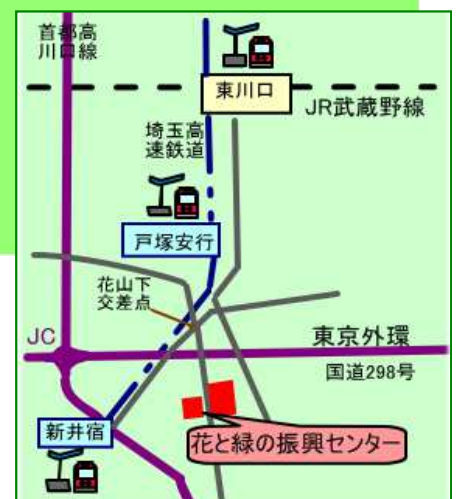 首都高
川口線
東川口
JR武蔵野線
埼玉高
速鉄道
戸塚安行
花山下
交差点
JC
東京外環
国道298号
新井宿
花と緑の振興センター